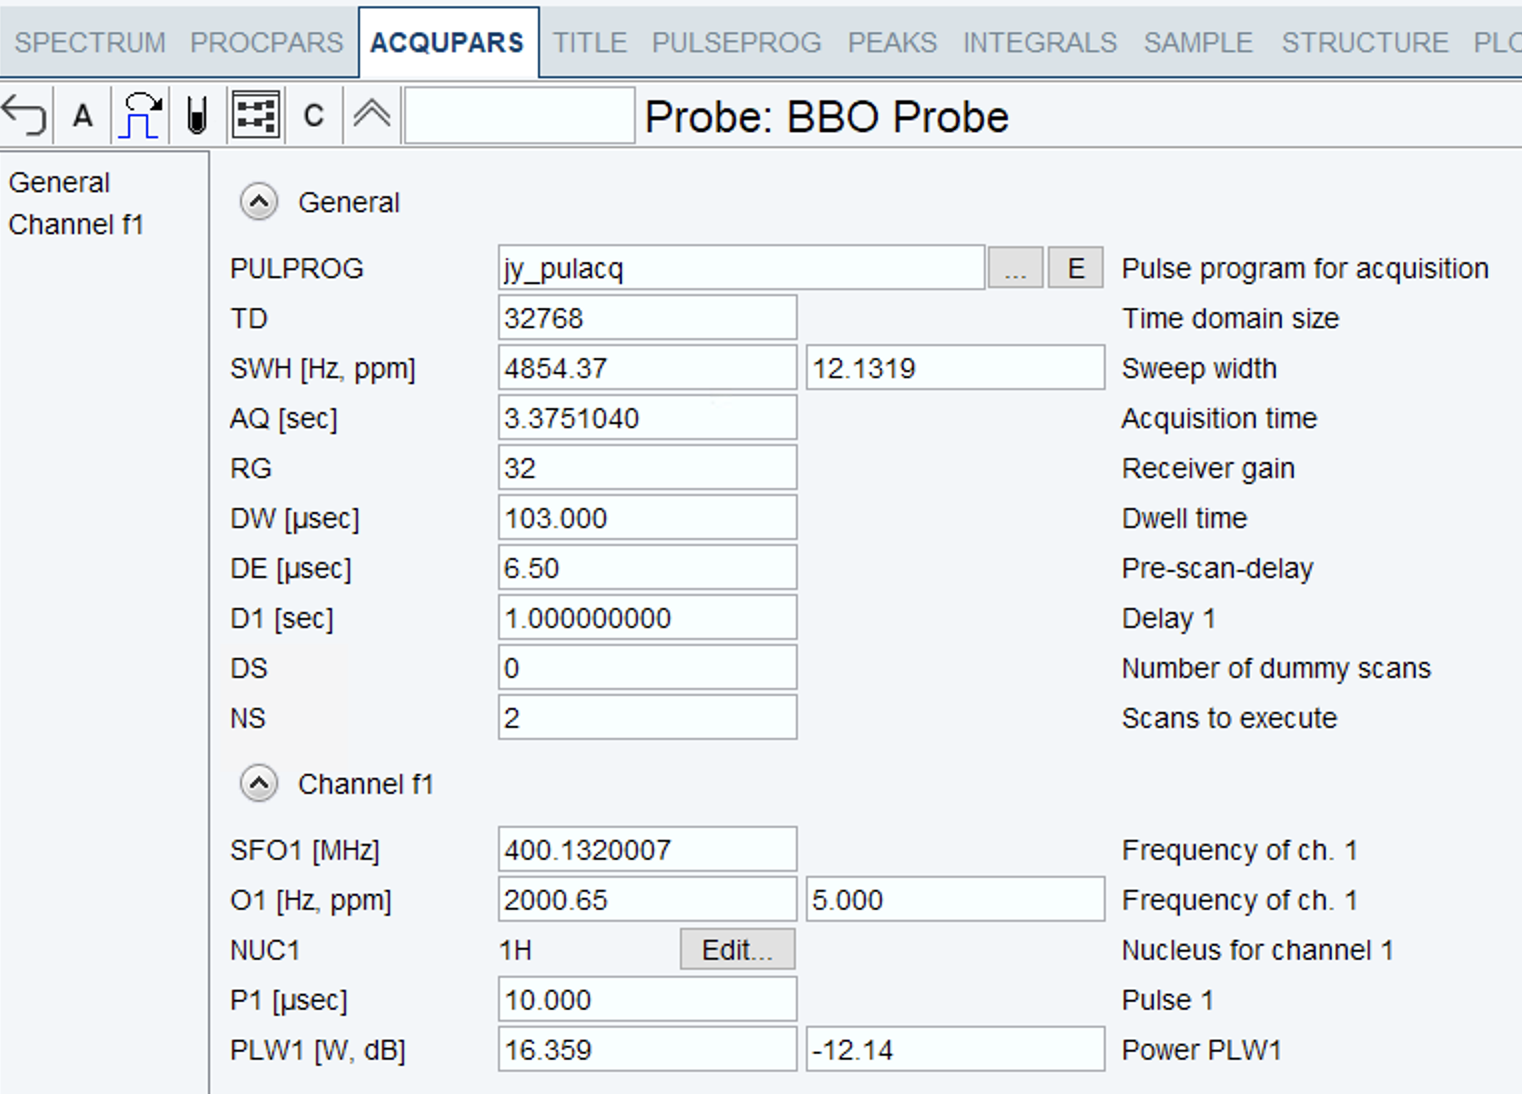 SPECTRUM PROCPARS ACQUPARS TITLE PULSEPROG PEAKS INTEGRALS SAMPLE STRUCTURE PLC
A C Probe: BBO Probe
General
Channel f1
General
PULPROG jy_pulacq ... E Pulse program for acquisition
TD 32768 Time domain size
SWH [Hz, ppm] 4854.37 12.1319 Sweep width
AQ [sec] 3.3751040 Acquisition time
RG 32 Receiver gain
DW [µsec] 103.000 Dwell time
DE [µsec] 6.50 Pre-scan-delay
D1 [sec] 1.000000000 Delay 1
DS 0 Number of dummy scans
NS 2 Scans to execute
Channel f1
SFO1 [MHz] 400.1320007 Frequency of ch. 1
O1 [Hz, ppm] 2000.65 5.000 Frequency of ch. 1
NUC1 1H Edit... Nucleus for channel 1
P1 [µsec] 10.000 Pulse 1
PLW1 [W, dB] 16.359 -12.14 Power PLW1